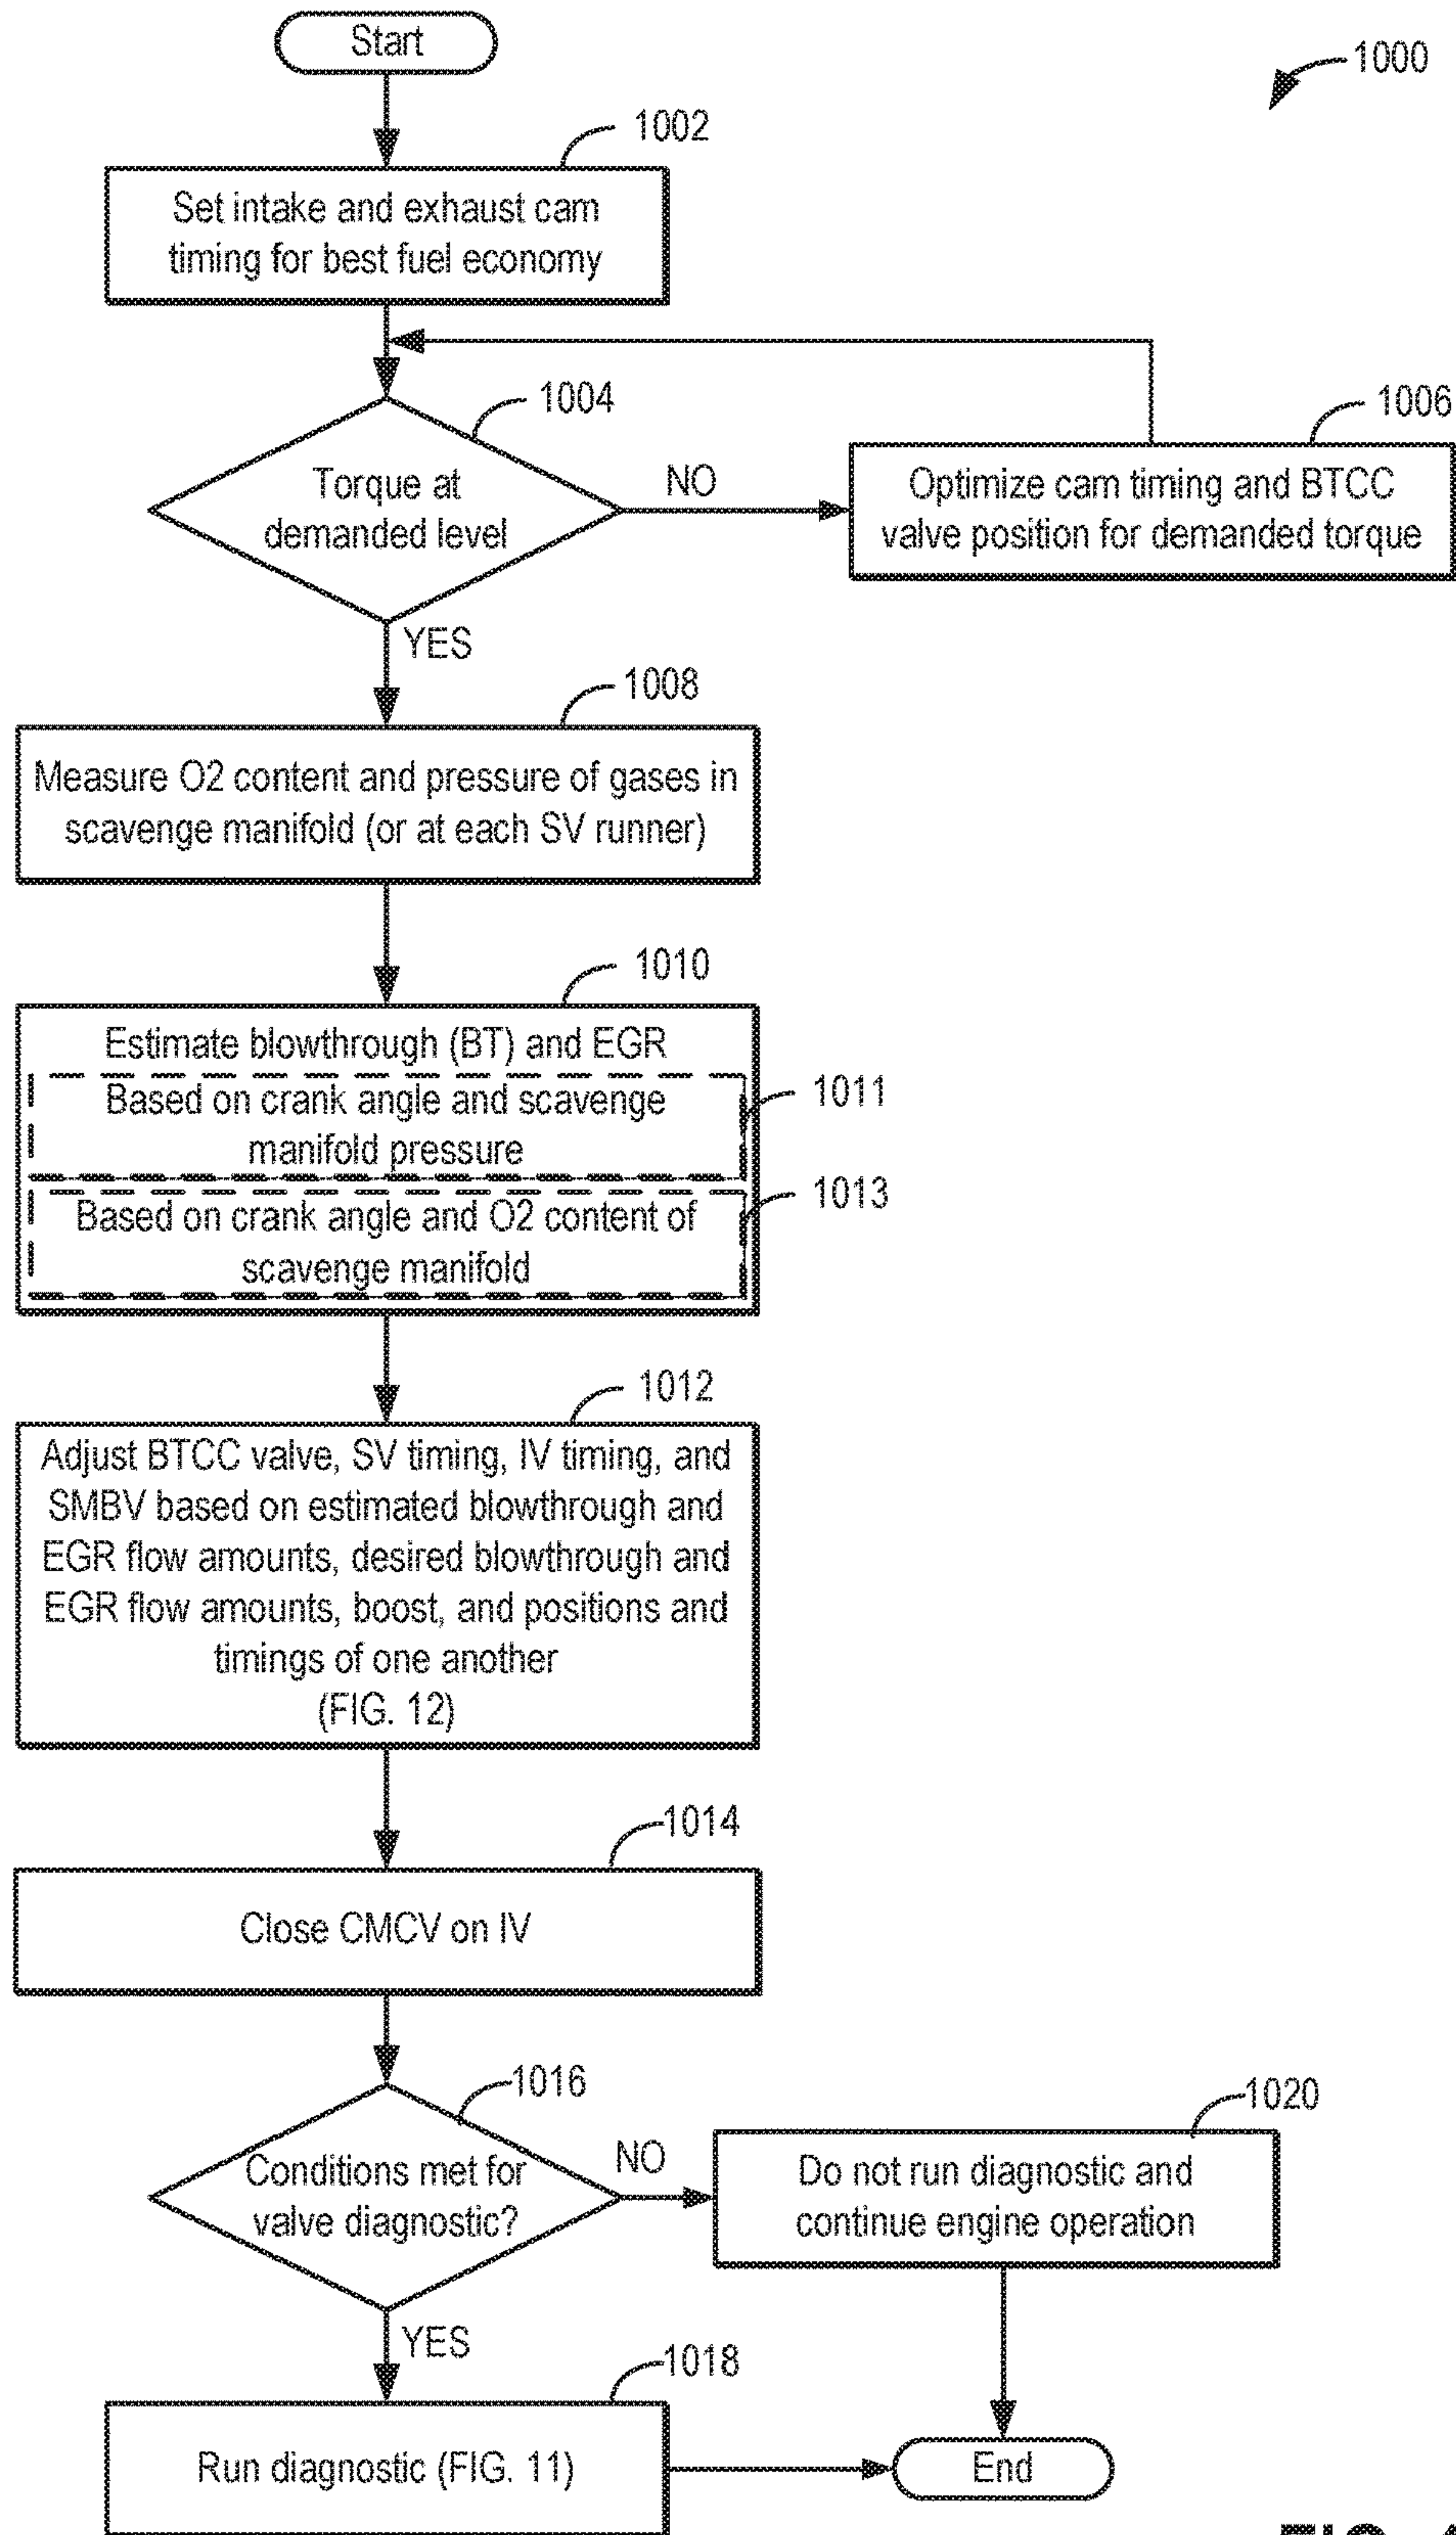 Start
1000
1002
Set intake and exhaust cam
timing for best fuel economy
1004
1006
Torque at
demanded level
NO
Optimize cam timing and BTCC
valve position for demanded torque
YES
1008
Measure O2 content and pressure of gases in
scavenge manifold (or at each SV runner)
1010
Estimate blowthrough (BT) and EGR
1011
Based on crank angle and scavenge
manifold pressure
1013
Based on crank angle and O2 content of
scavenge manifold
1012
Adjust BTCC valve, SV timing, IV timing, and
SMBV based on estimated blowthrough and
EGR flow amounts, desired blowthrough and
EGR flow amounts, boost, and positions and
timings of one another
(FIG. 12)
1014
Close CMCV on IV
1016
1020
Conditions met for
valve diagnostic?
NO
Do not run diagnostic and
continue engine operation
YES
1018
Run diagnostic (FIG. 11)
End